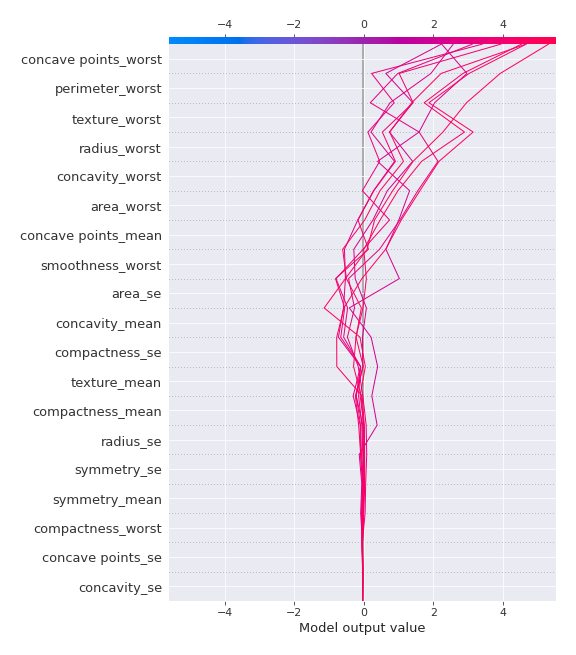 −4 −2 0 2 4
concave points_worst
perimeter_worst
texture_worst
radius_worst
concavity_worst
area_worst
concave points_mean
smoothness_worst
area_se
concavity_mean
compactness_se
texture_mean
compactness_mean
radius_se
symmetry_se
symmetry_mean
compactness_worst
concave points_se
concavity_se
−4 −2 0 2 4
Model output value